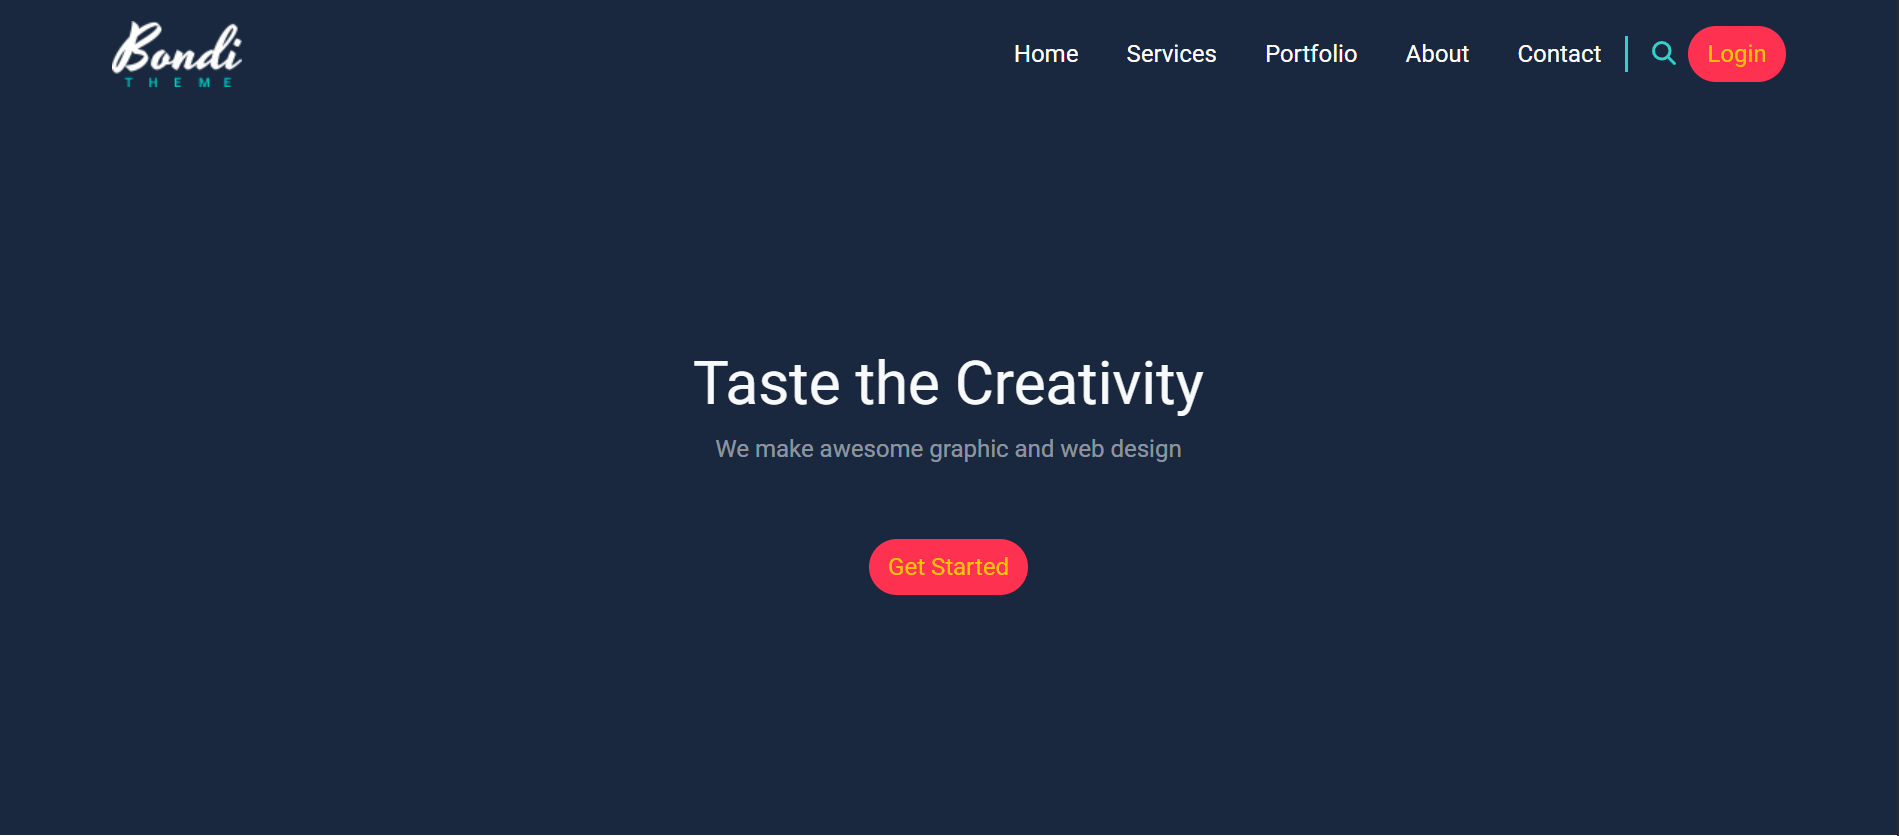 Bondi
THEME
Home Services Portfolio About Contact Login
Taste the Creativity
We make awesome graphic and web design
Get Started